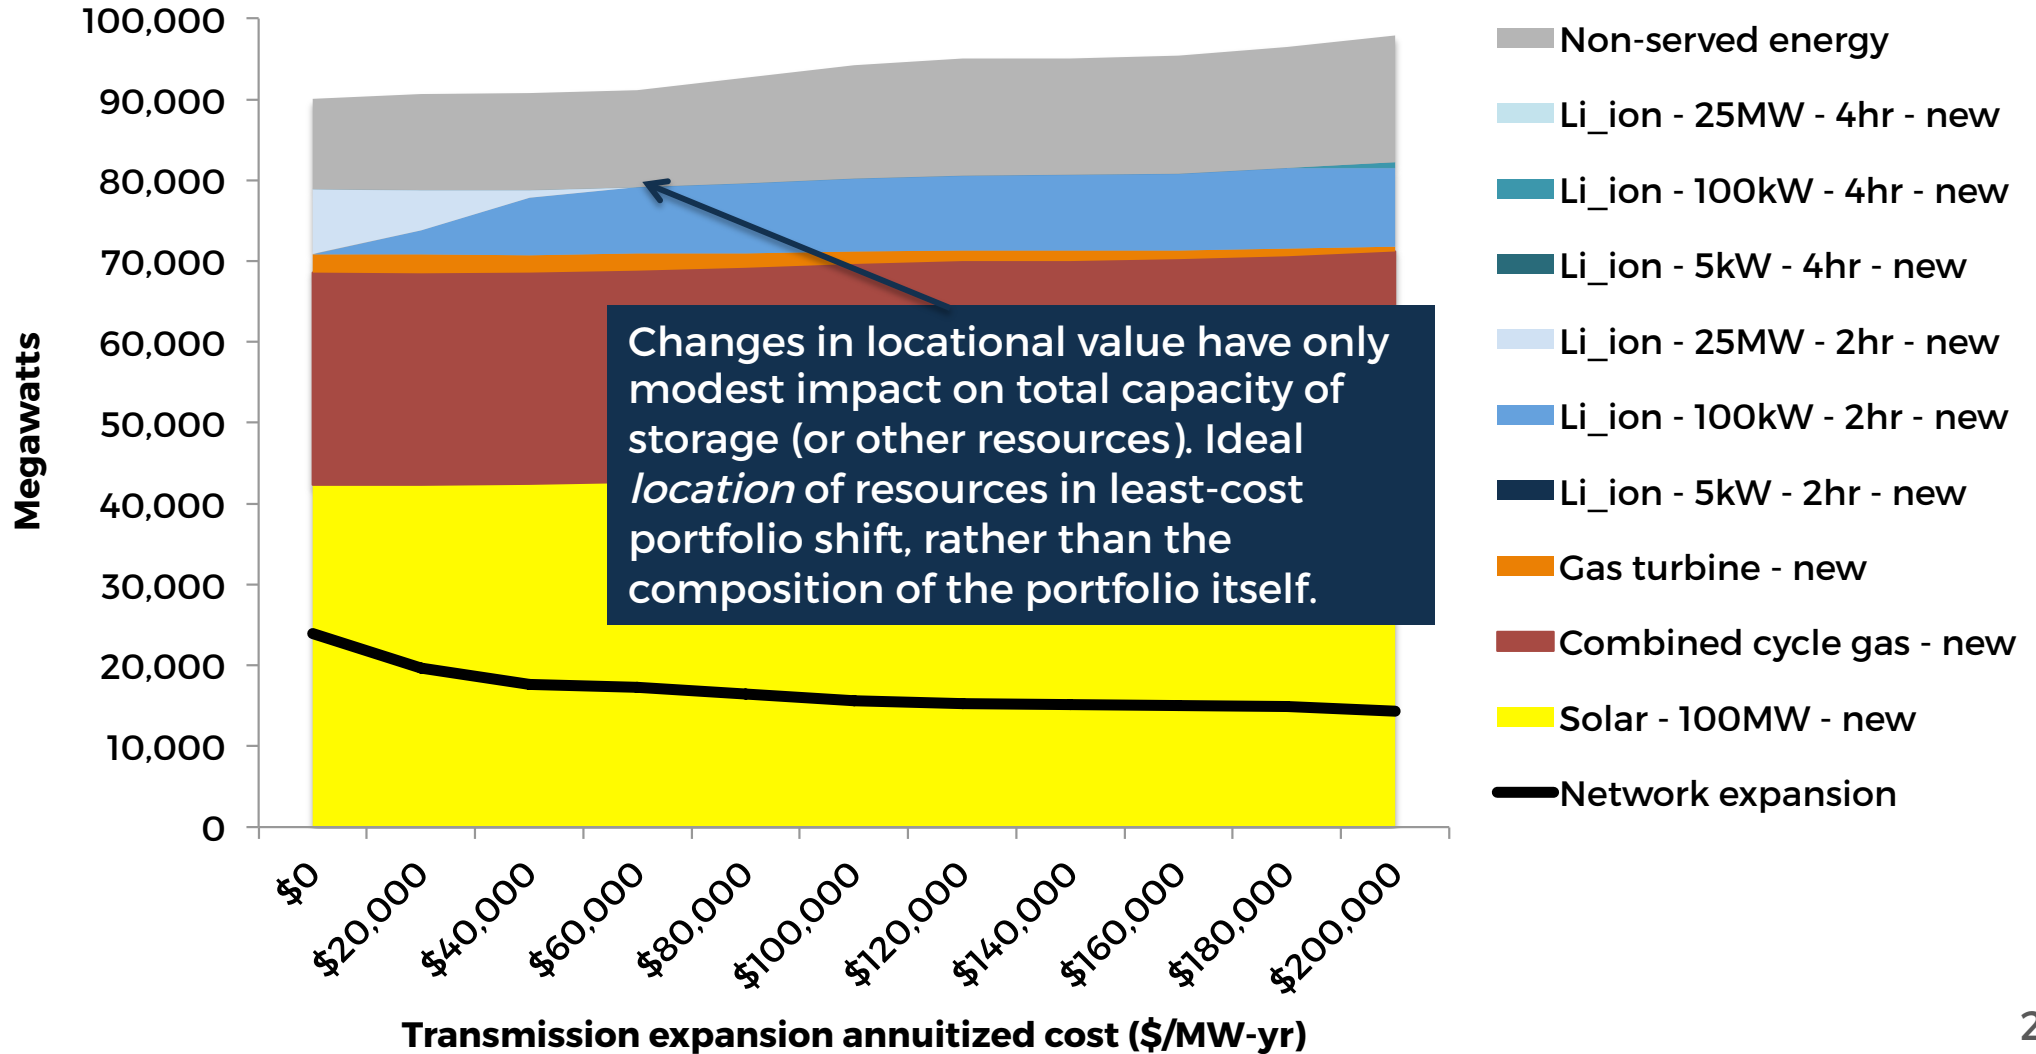 100,000
90,000
80,000
70,000
60,000
50,000
40,000
30,000
20,000
10,000
0
Megawatts
$0
$20,000
$40,000
$60,000
$80,000
$100,000
$120,000
$140,000
$160,000
$180,000
$200,000
Transmission expansion annuitized cost ($/MW-yr)
Changes in locational value have only
modest impact on total capacity of
storage (or other resources). Ideal
location of resources in least-cost
portfolio shift, rather than the
composition of the portfolio itself.
Non-served energy
Li_ion - 25MW - 4hr - new
Li_ion - 100kW - 4hr - new
Li_ion - 5kW - 4hr - new
Li_ion - 25MW - 2hr - new
Li_ion - 100kW - 2hr - new
Li_ion - 5kW - 2hr - new
Gas turbine - new
Combined cycle gas - new
Solar - 100MW - new
Network expansion
2